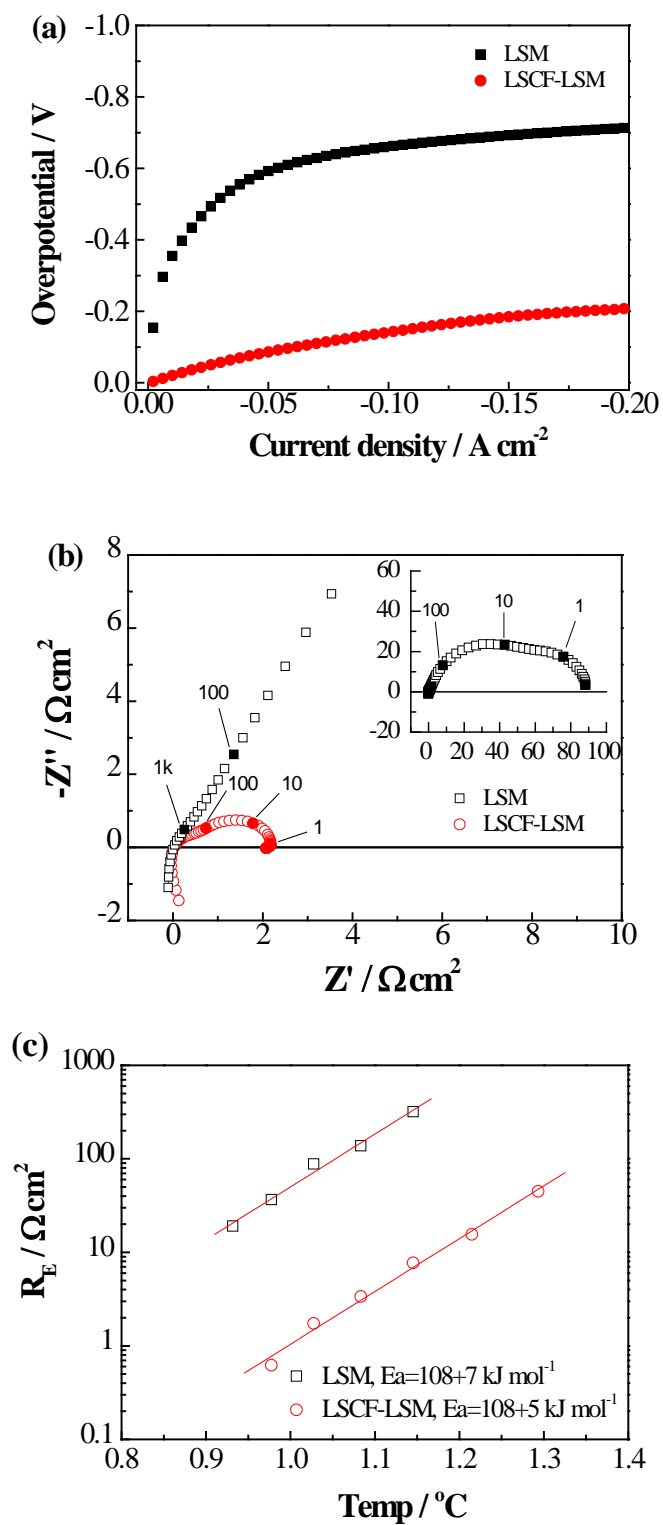 (a)
-1.0
-0.8
-0.6
-0.4
-0.2
0.0
Overpotential / V
LSM
LSCF-LSM
0.00 -0.05 -0.10 -0.15 -0.20
Current density / A cm⁻²
(b)
8
6
4
2
0
-2
-Z'' / Ω cm²
60
40
20
0
-20
100
10
1
0 20 40 60 80 100
100
1k
100
10
1
LSM
LSCF-LSM
0 2 4 6 8 10
Z' / Ω cm²
(c)
1000
100
10
1
0.1
R_E / Ω cm²
LSM, Ea=108+7 kJ mol⁻¹
LSCF-LSM, Ea=108+5 kJ mol⁻¹
0.8 0.9 1.0 1.1 1.2 1.3 1.4
Temp / °C